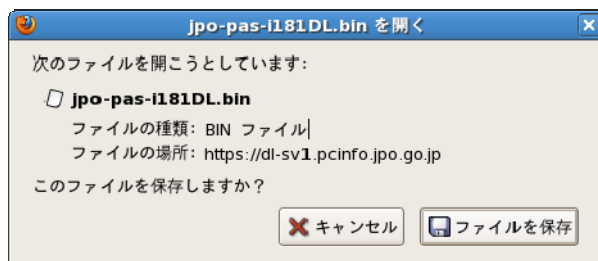 jpo-pas-i181DL.bin を開く
次のファイルを開こうとしています:
jpo-pas-i181DL.bin
ファイルの種類: BIN ファイル
ファイルの場所: https://dl-sv1.pcinfo.jpo.go.jp
このファイルを保存しますか？
キャンセル
ファイルを保存